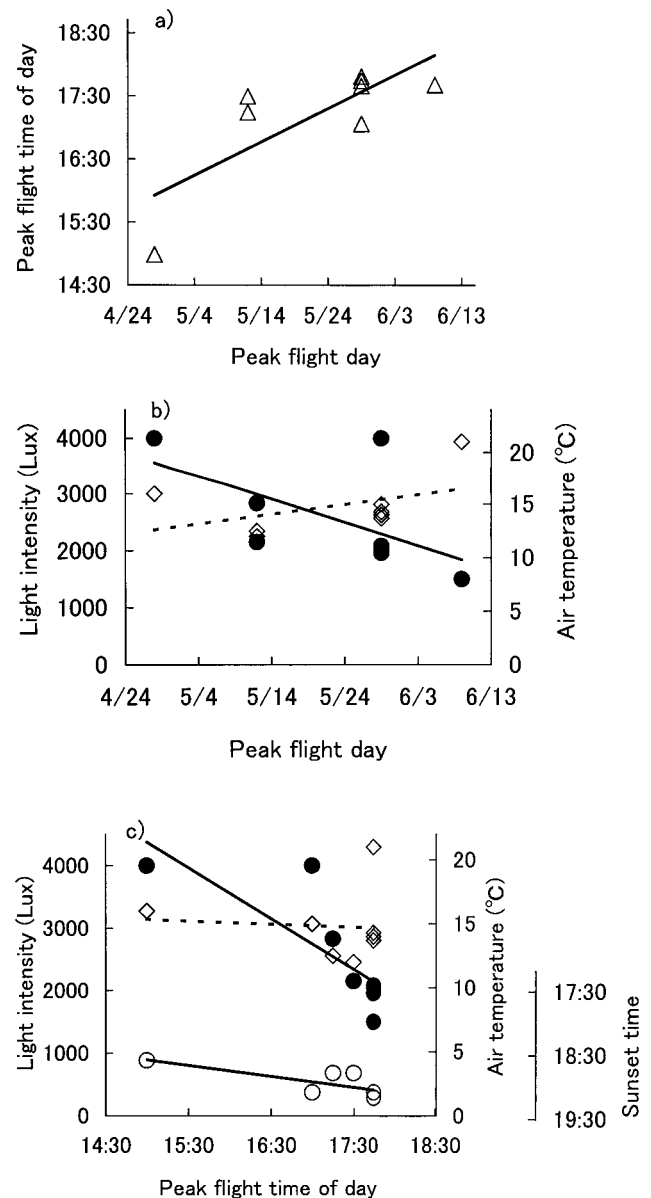 a)
18:30
17:30
16:30
15:30
14:30
Peak flight time of day
4/24 5/4 5/14 5/24 6/3 6/13
Peak flight day
b)
4000
3000
2000
1000
0
Light intensity (Lux)
20
15
10
5
0
Air temperature (°C)
4/24 5/4 5/14 5/24 6/3 6/13
Peak flight day
c)
4000
3000
2000
1000
0
Light intensity (Lux)
20
15
10
5
0
Air temperature (°C)
17:30
18:30
19:30
Sunset time
14:30 15:30 16:30 17:30 18:30
Peak flight time of day